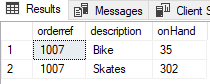 Results Messages Client S
orderref description onHand
1 1007 Bike 35
2 1007 Skates 302